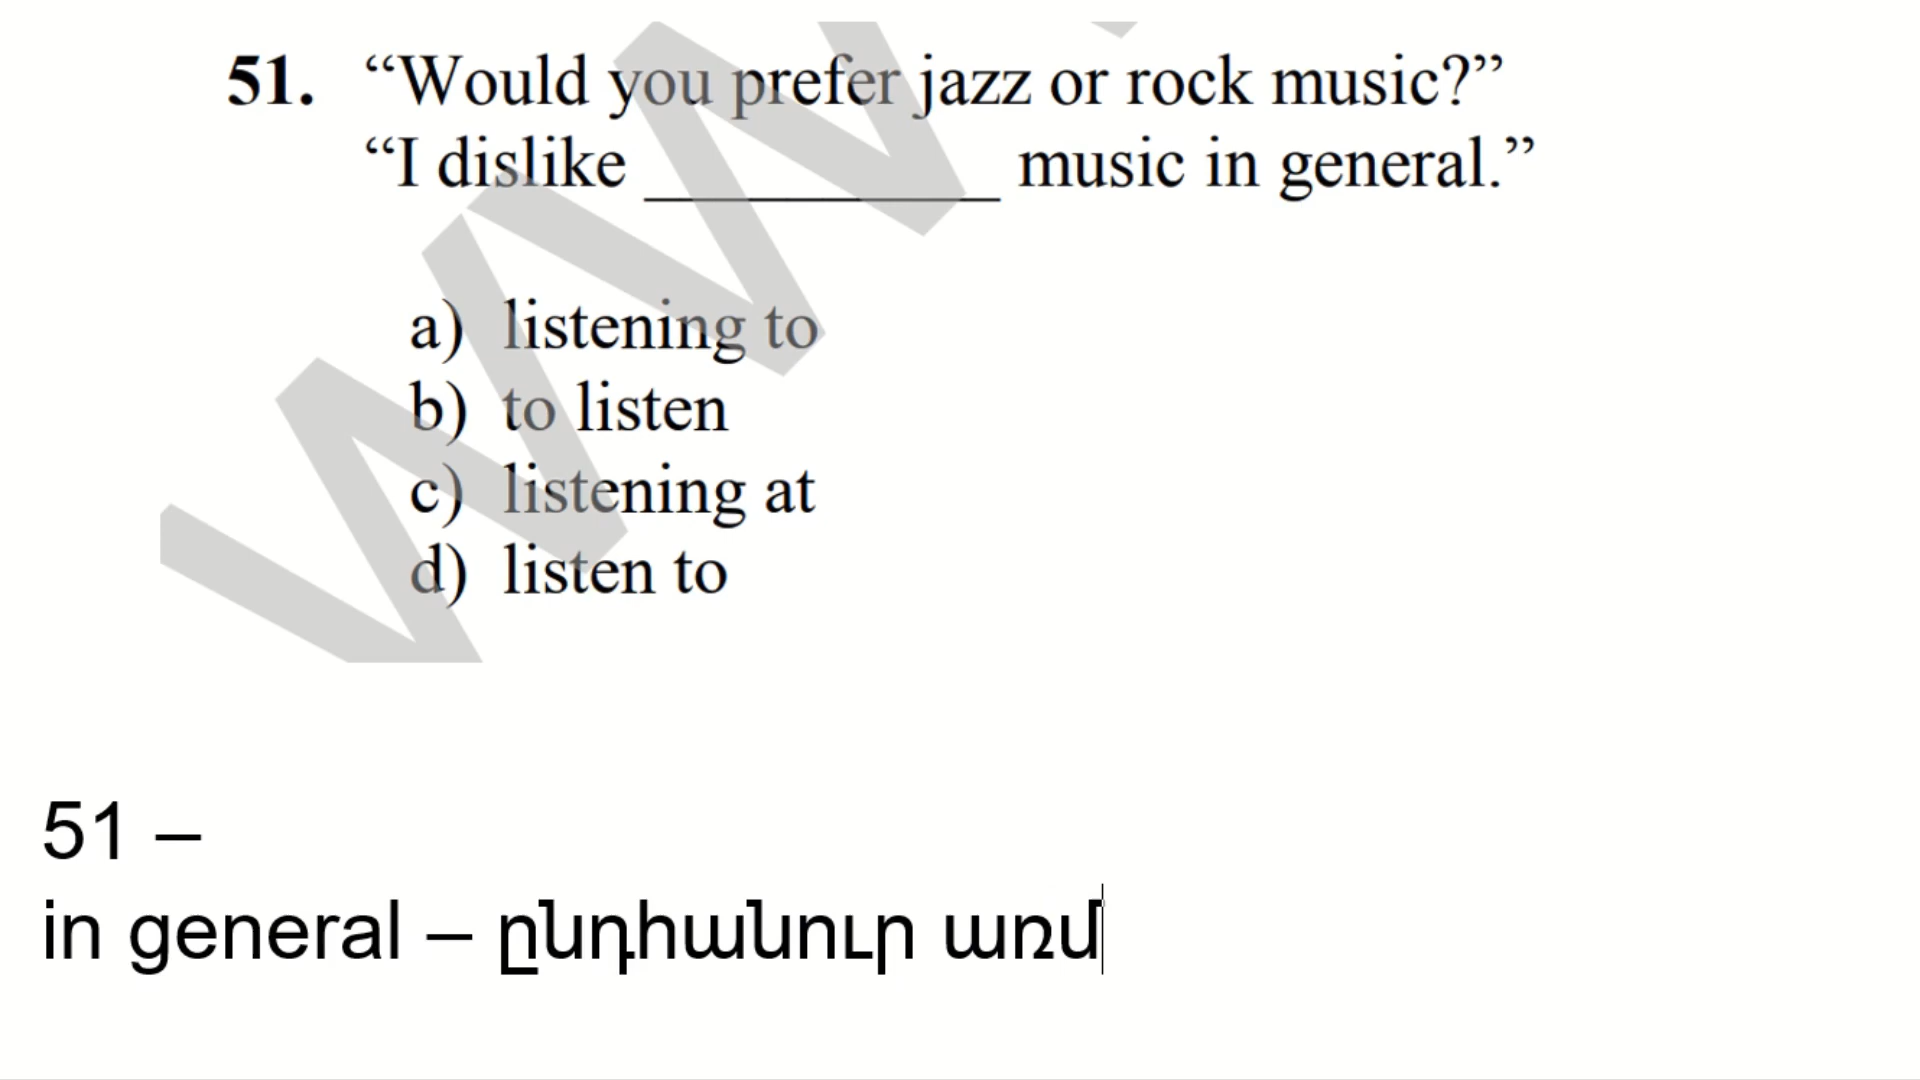 51. “Would you prefer jazz or rock music?”
“I dislike ___________ music in general.”
a) listening to
b) to listen
c) listening at
d) listen to
51 –
in general – ընդհանուր առմ